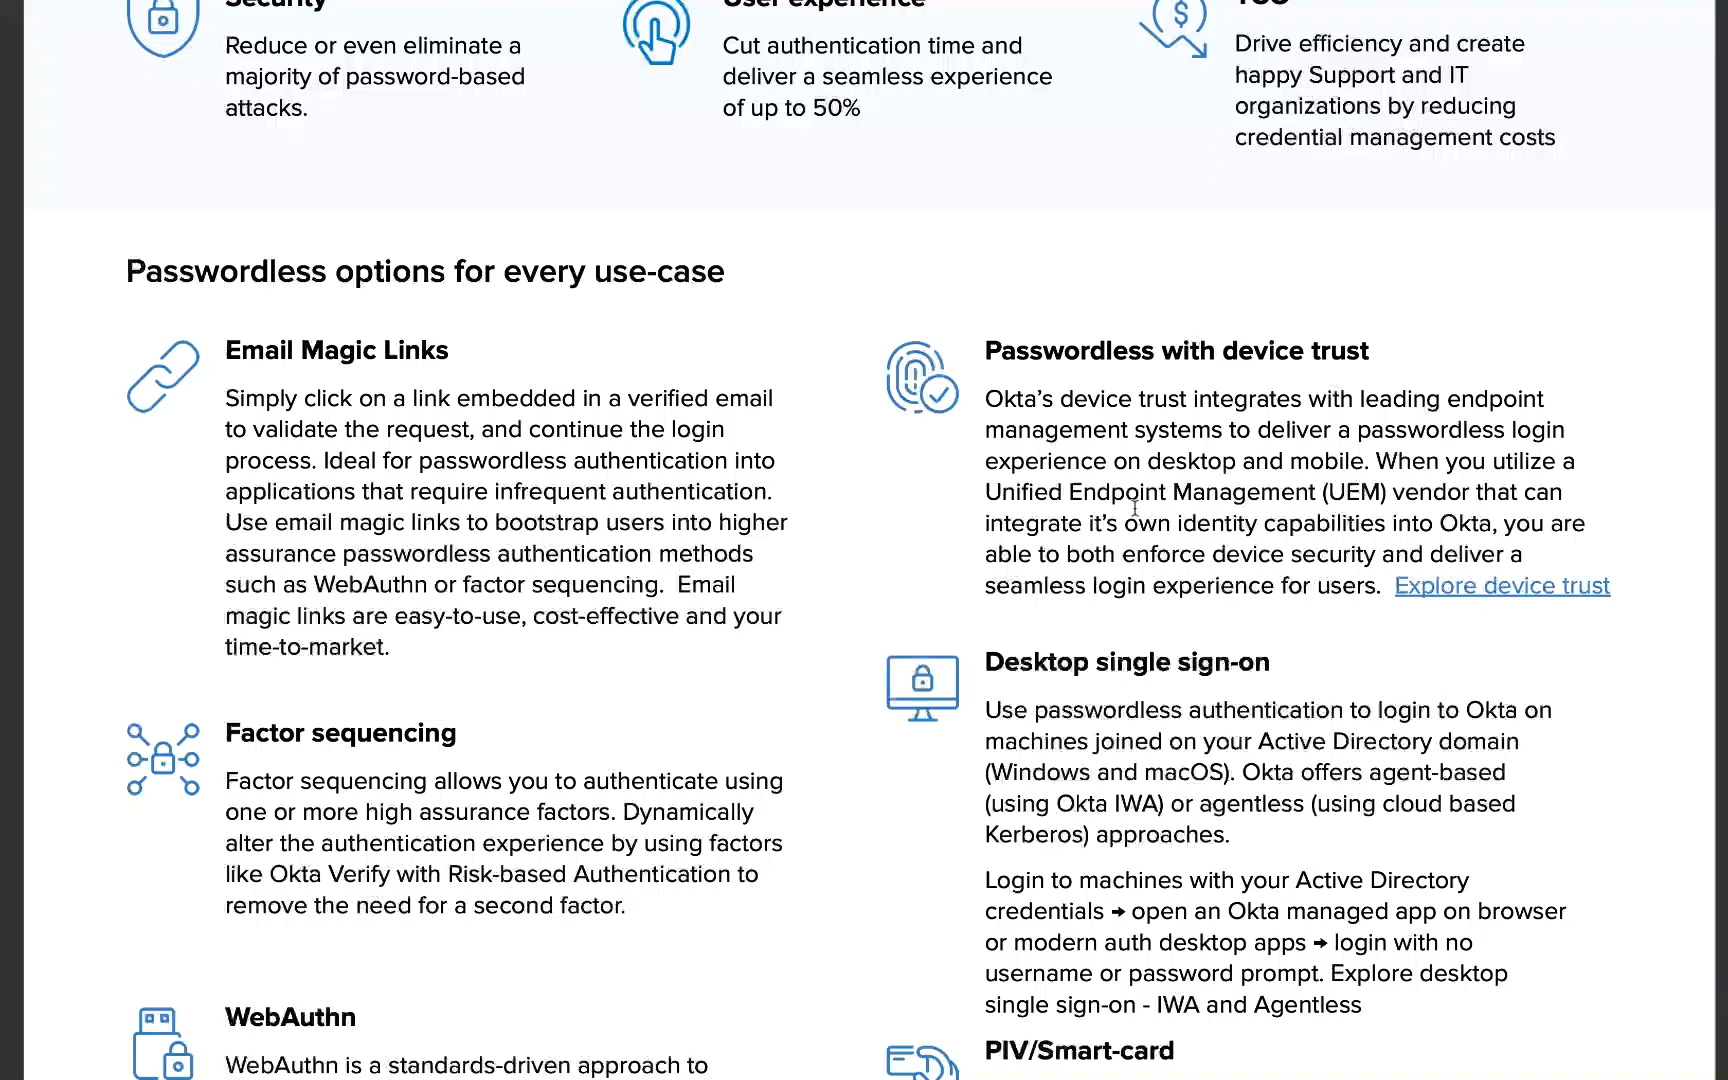 Security
Reduce or even eliminate a
majority of password-based
attacks.
User experience
Cut authentication time and
deliver a seamless experience
of up to 50%
TCO
Drive efficiency and create
happy Support and IT
organizations by reducing
credential management costs
Passwordless options for every use-case
Email Magic Links
Simply click on a link embedded in a verified email
to validate the request, and continue the login
process. Ideal for passwordless authentication into
applications that require infrequent authentication.
Use email magic links to bootstrap users into higher
assurance passwordless authentication methods
such as WebAuthn or factor sequencing.  Email
magic links are easy-to-use, cost-effective and your
time-to-market.
Factor sequencing
Factor sequencing allows you to authenticate using
one or more high assurance factors. Dynamically
alter the authentication experience by using factors
like Okta Verify with Risk-based Authentication to
remove the need for a second factor.
WebAuthn
WebAuthn is a standards-driven approach to
Passwordless with device trust
Okta’s device trust integrates with leading endpoint
management systems to deliver a passwordless login
experience on desktop and mobile. When you utilize a
Unified Endpoint Management (UEM) vendor that can
integrate it’s own identity capabilities into Okta, you are
able to both enforce device security and deliver a
seamless login experience for users.  Explore device trust
Desktop single sign-on
Use passwordless authentication to login to Okta on
machines joined on your Active Directory domain
(Windows and macOS). Okta offers agent-based
(using Okta IWA) or agentless (using cloud based
Kerberos) approaches.
Login to machines with your Active Directory
credentials → open an Okta managed app on browser
or modern auth desktop apps → login with no
username or password prompt. Explore desktop
single sign-on - IWA and Agentless
PIV/Smart-card